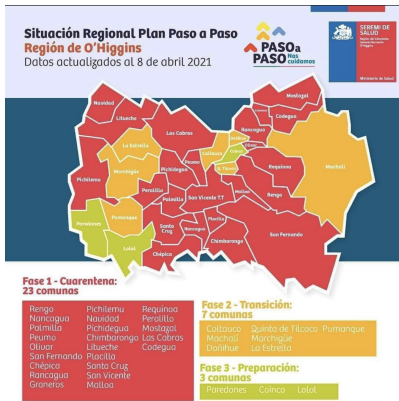 Situación Regional Plan Paso a Paso
Región de O'Higgins
Datos actualizados al 8 de abril 2021
PASO a
PASO Nos
cuidamos
SEREMI
DE SALUD
Ministerio de Salud
Mostazal
Codegua
Navidad
Litueche
Las Cabras
Rancagua
Olivar
La Estrella
Coltauco
Coinco
Machalí
Peumo
Marchigüe
Pichidegua
Q. Tilcoco
Requínoa
Pichilemu
Peralillo
Malloa
Rengo
Palmilla
San Vicente TT
Pumanque
Paredones
Placilla
Santa
Cruz
Nancagua
San Fernando
Chimbarongo
Lolol
Chépica
Fase 1 - Cuarentena:
23 comunas
Rengo Pichilemu Requinoa
Nancagua Navidad Perolillo
Palmilla Pichidegua Mostazal
Peumo Chimbarongo Las Cabras
Olivar Litueche Codegua
San Fernando Placilla
Chépica Santa Cruz
Rancagua San Vicente
Graneros Malloa
Fase 2 - Transición:
7 comunas
Coltauco Quinta de Tilcoco Pumanque
Machalí Marchigüe
Doñihue La Estrella
Fase 3 - Preparación:
3 comunas
Paredones Coinco Lolol